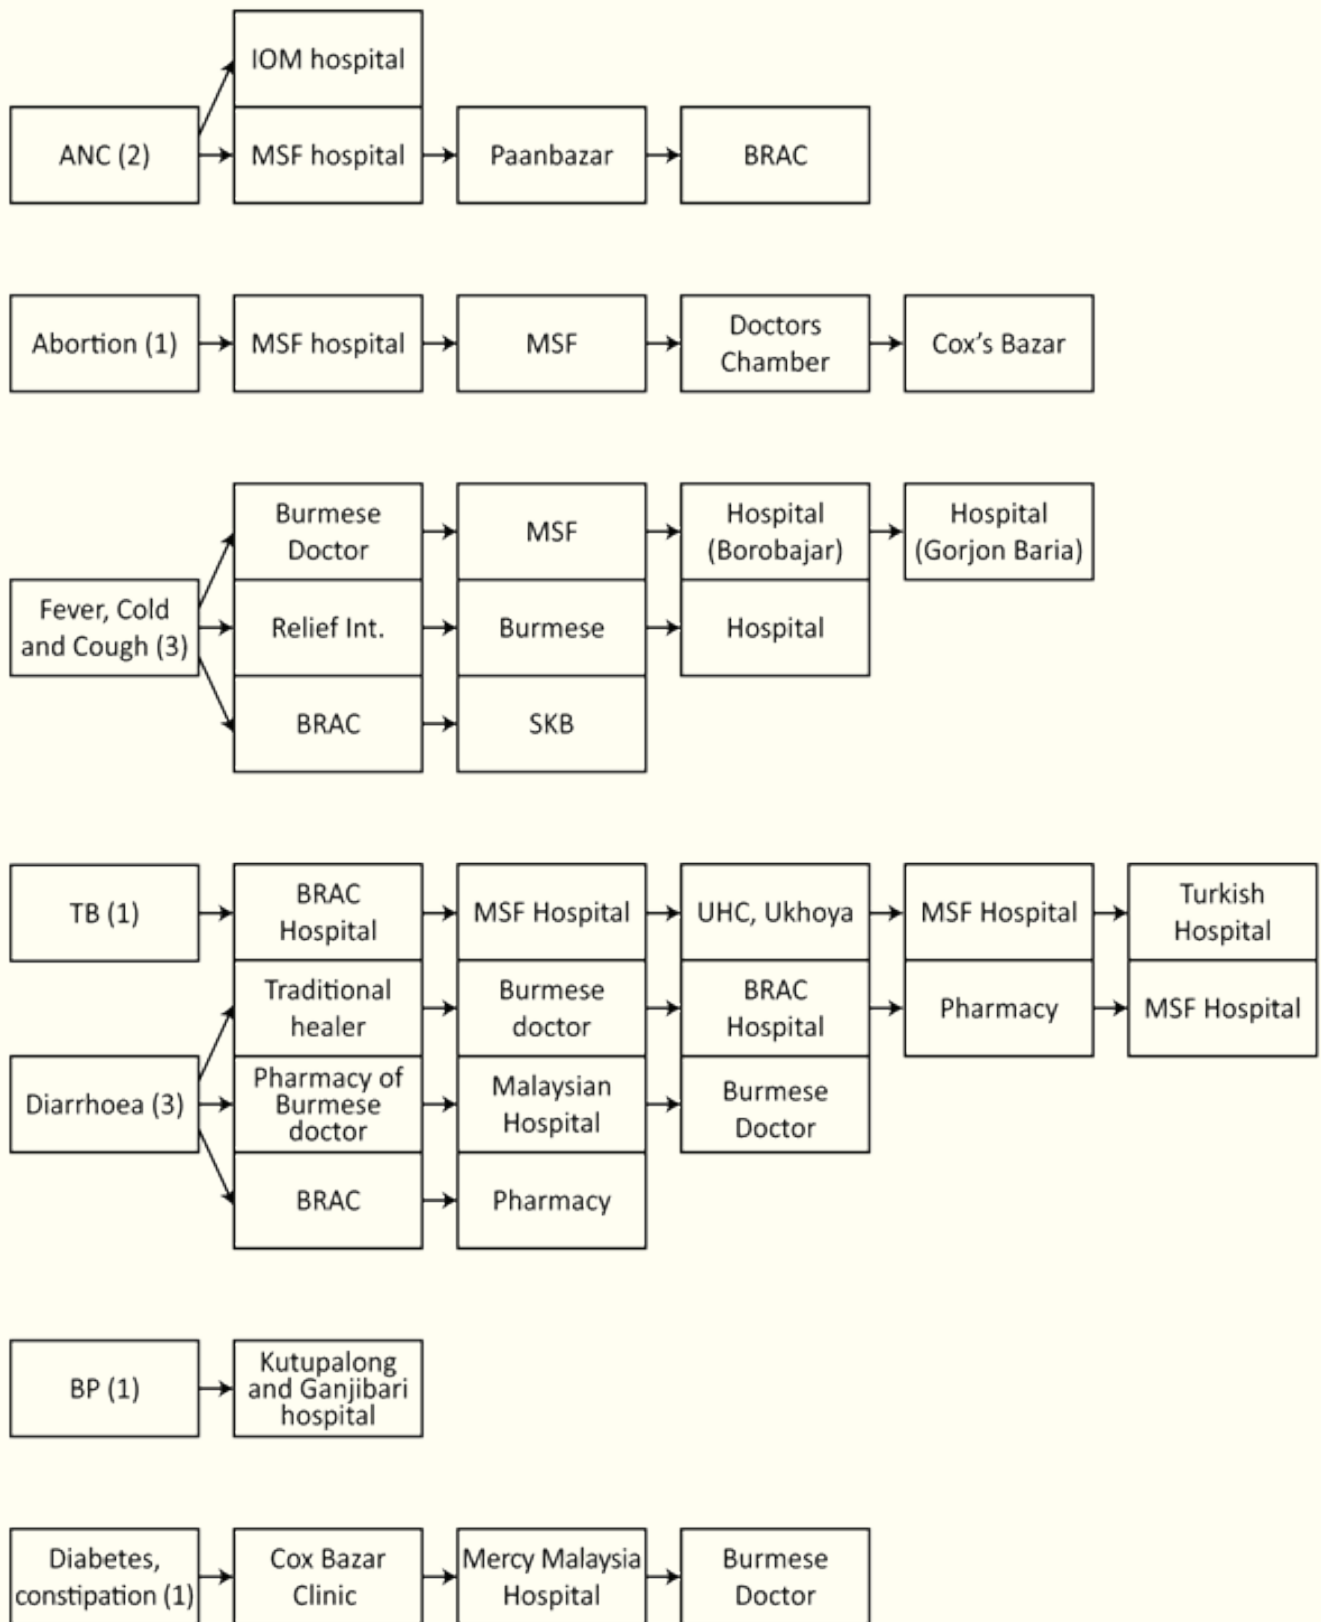 IOM hospital
ANC (2)
MSF hospital
Paanbazar
BRAC
Abortion (1)
MSF hospital
MSF
Doctors
Chamber
Cox's Bazar
Fever, Cold
and Cough (3)
Burmese
Doctor
MSF
Hospital
(Borobajar)
Hospital
(Gorjon Baria)
Relief Int.
Burmese
Hospital
BRAC
SKB
TB (1)
BRAC
Hospital
MSF Hospital
UHC, Ukhoya
MSF Hospital
Turkish
Hospital
Diarrhoea (3)
Traditional
healer
Burmese
doctor
BRAC
Hospital
Pharmacy
MSF Hospital
Pharmacy of
Burmese
doctor
Malaysian
Hospital
Burmese
Doctor
BRAC
Pharmacy
BP (1)
Kutupalong
and Ganjibari
hospital
Diabetes,
constipation (1)
Cox Bazar
Clinic
Mercy Malaysia
Hospital
Burmese
Doctor